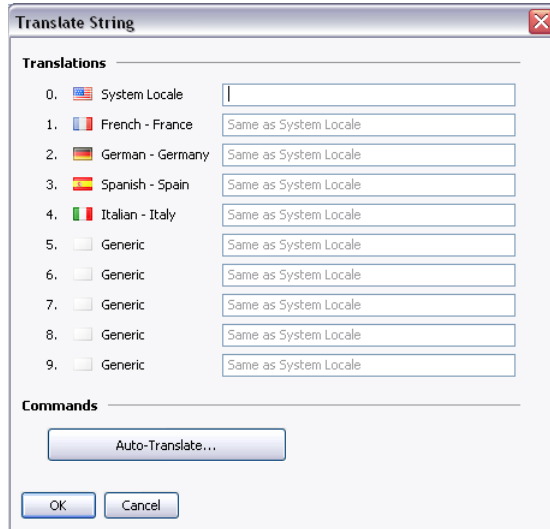 Translate String
Translations
0. System Locale
1. French - France Same as System Locale
2. German - Germany Same as System Locale
3. Spanish - Spain Same as System Locale
4. Italian - Italy Same as System Locale
5. Generic Same as System Locale
6. Generic Same as System Locale
7. Generic Same as System Locale
8. Generic Same as System Locale
9. Generic Same as System Locale
Commands
Auto-Translate...
OK Cancel